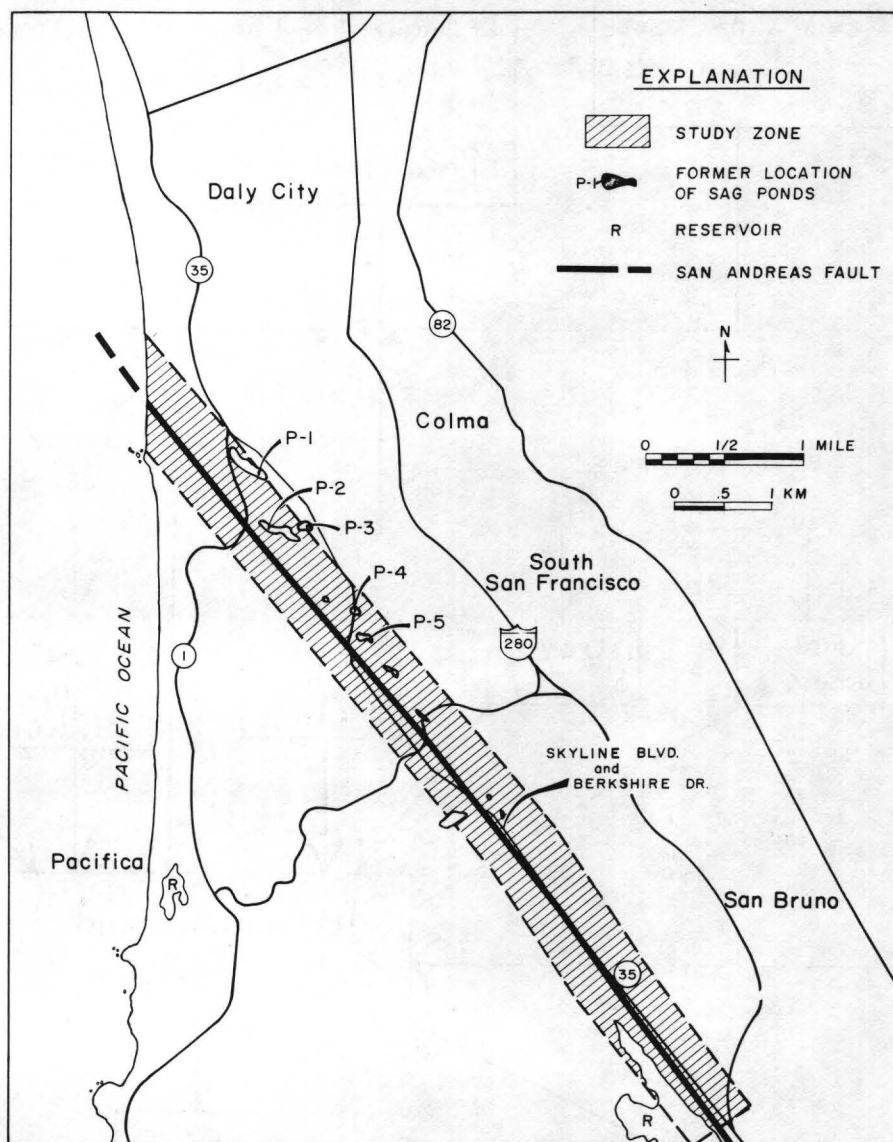 EXPLANATION
STUDY ZONE
P-1
FORMER LOCATION
OF SAG PONDS
R
RESERVOIR
SAN ANDREAS FAULT
N
0 1/2 1 MILE
0 .5 1 KM
Daly City
35
82
Colma
P-1
P-2
P-3
P-4
P-5
South
San Francisco
280
PACIFIC OCEAN
1
SKYLINE BLVD.
and
BERKSHIRE DR.
Pacifica
R
San Bruno
35
R